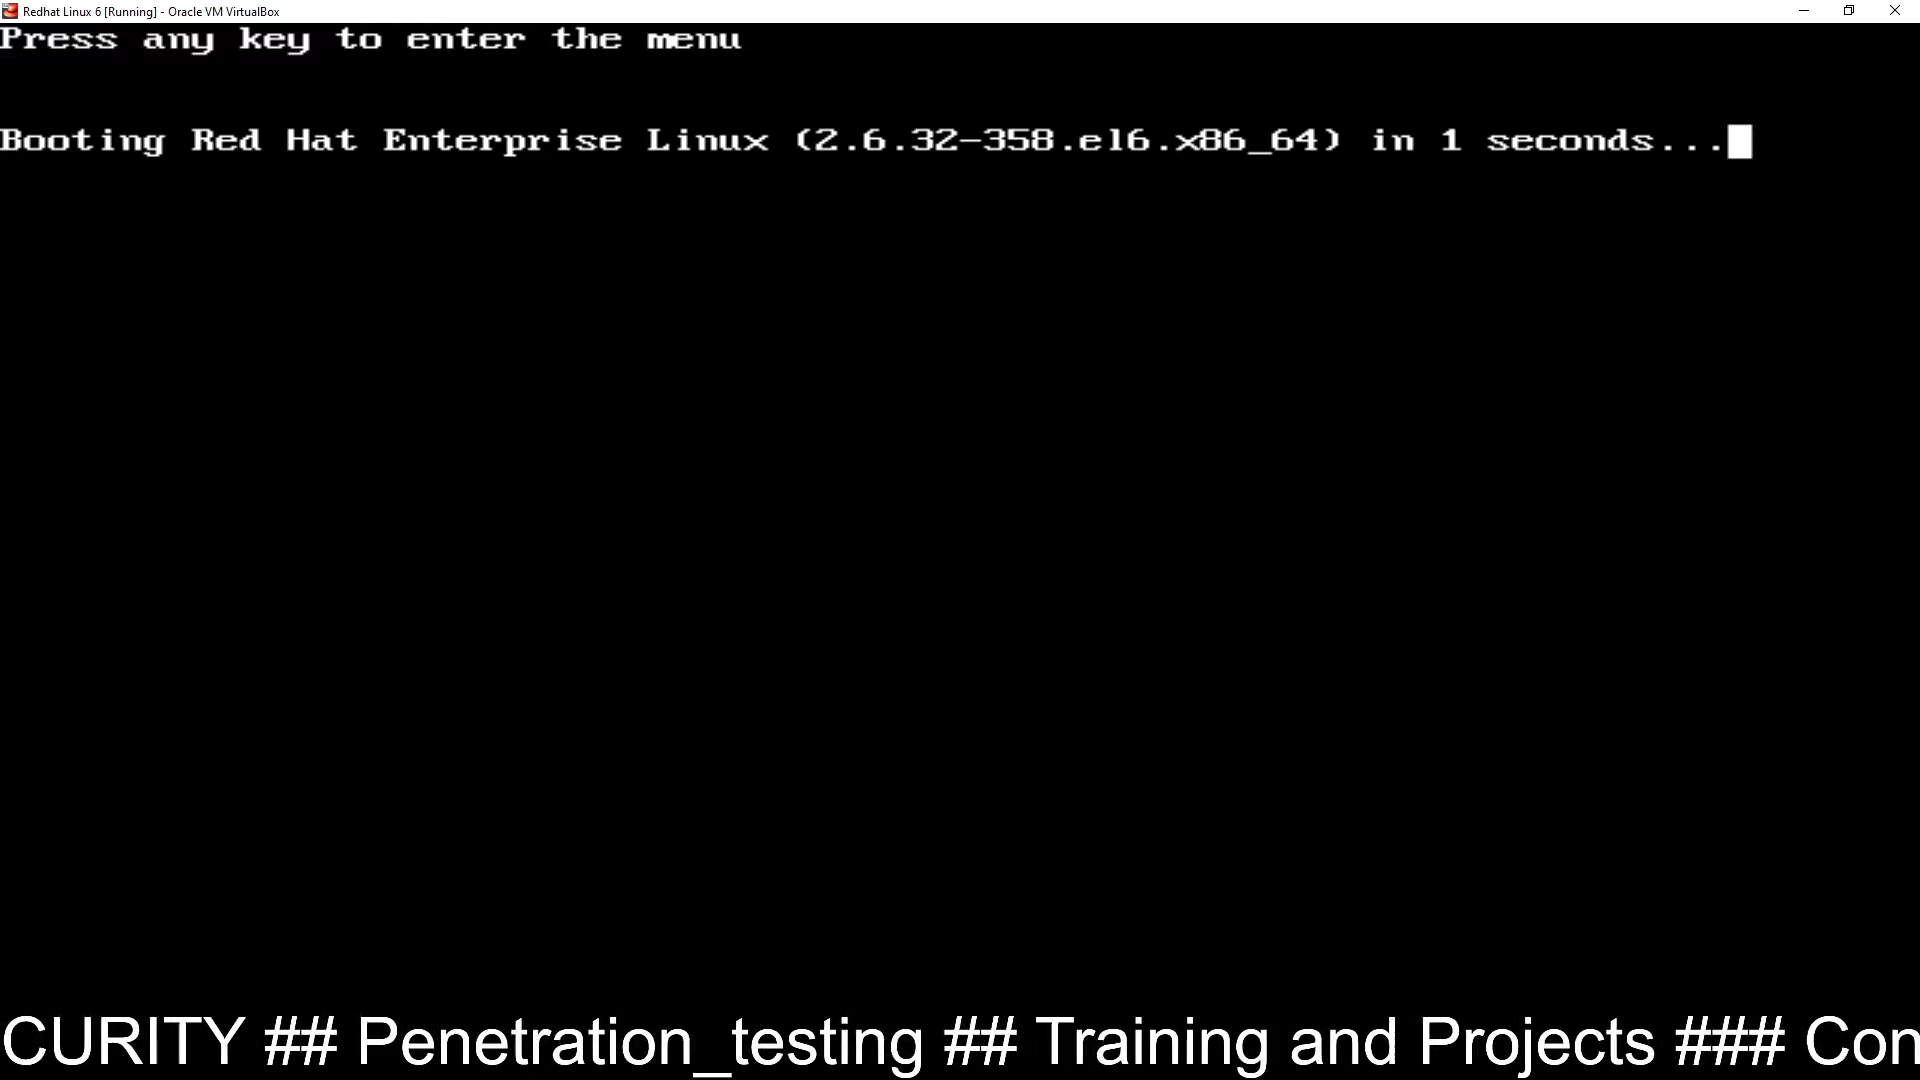 Redhat Linux 6 [Running] - Oracle VM VirtualBox
Press any key to enter the menu
Booting Red Hat Enterprise Linux (2.6.32-358.el6.x86_64) in 1 seconds...
CURITY ## Penetration_testing ## Training and Projects ### Con